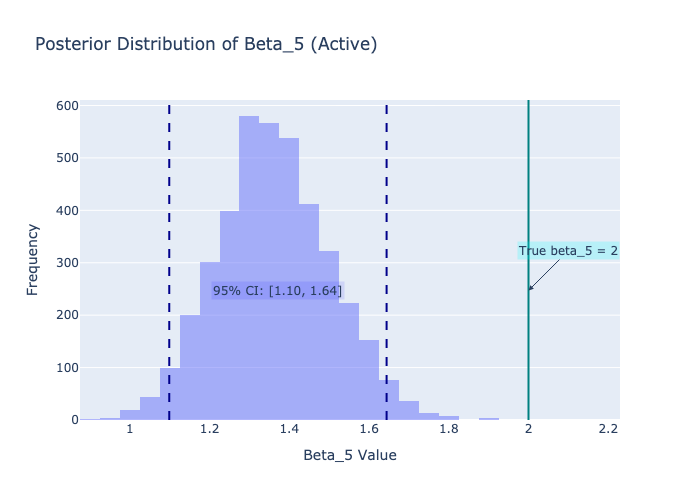 Posterior Distribution of Beta_5 (Active)
600
500
400
300
200
100
0
Frequency
True beta_5 = 2
95% CI: [1.10, 1.64]
1
1.2
1.4
1.6
1.8
2
2.2
Beta_5 Value